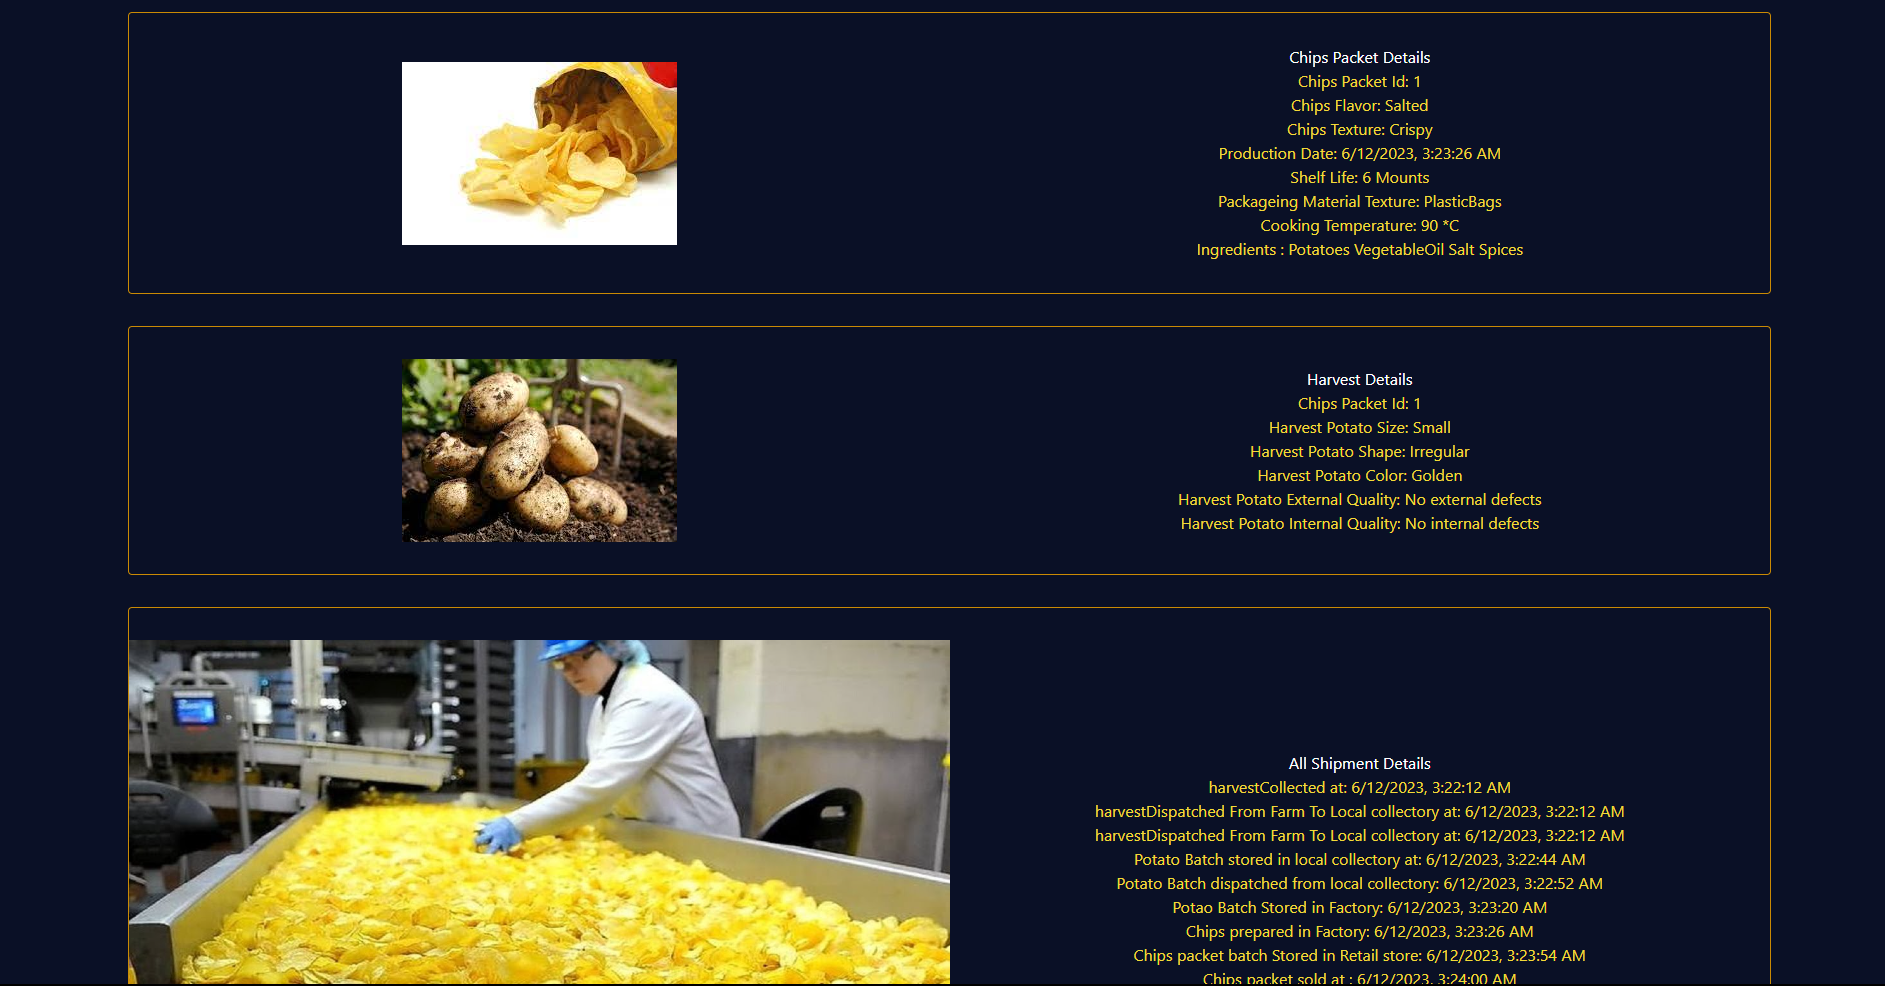 Chips Packet Details
Chips Packet Id: 1
Chips Flavor: Salted
Chips Texture: Crispy
Production Date: 6/12/2023, 3:23:26 AM
Shelf Life: 6 Mounts
Packageing Material Texture: PlasticBags
Cooking Temperature: 90 *C
Ingredients : Potatoes VegetableOil Salt Spices
Harvest Details
Chips Packet Id: 1
Harvest Potato Size: Small
Harvest Potato Shape: Irregular
Harvest Potato Color: Golden
Harvest Potato External Quality: No external defects
Harvest Potato Internal Quality: No internal defects
All Shipment Details
harvestCollected at: 6/12/2023, 3:22:12 AM
harvestDispatched From Farm To Local collectory at: 6/12/2023, 3:22:12 AM
harvestDispatched From Farm To Local collectory at: 6/12/2023, 3:22:12 AM
Potato Batch stored in local collectory at: 6/12/2023, 3:22:44 AM
Potato Batch dispatched from local collectory: 6/12/2023, 3:22:52 AM
Potao Batch Stored in Factory: 6/12/2023, 3:23:20 AM
Chips prepared in Factory: 6/12/2023, 3:23:26 AM
Chips packet batch Stored in Retail store: 6/12/2023, 3:23:54 AM
Chips packet sold at : 6/12/2023, 3:24:00 AM